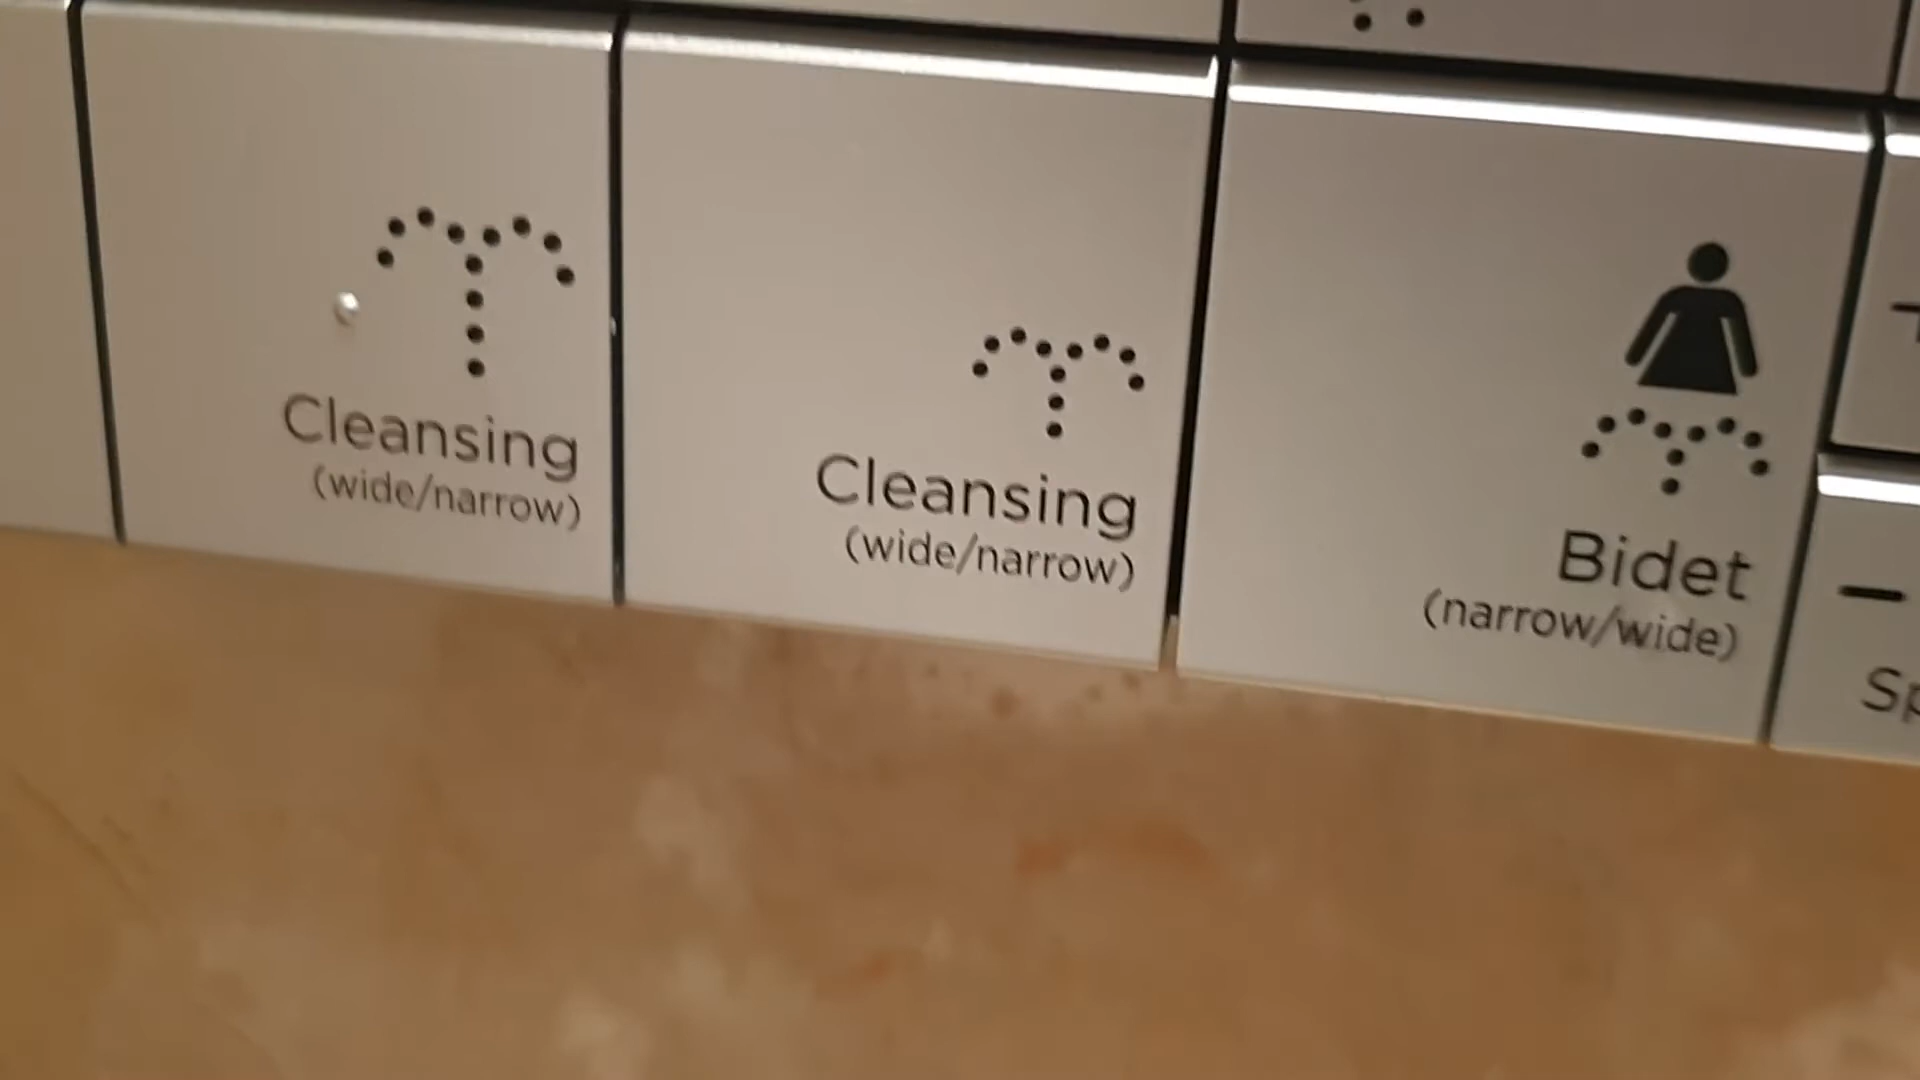 Cleansing
(wide/narrow)
Cleansing
(wide/narrow)
Bidet
(narrow/wide)